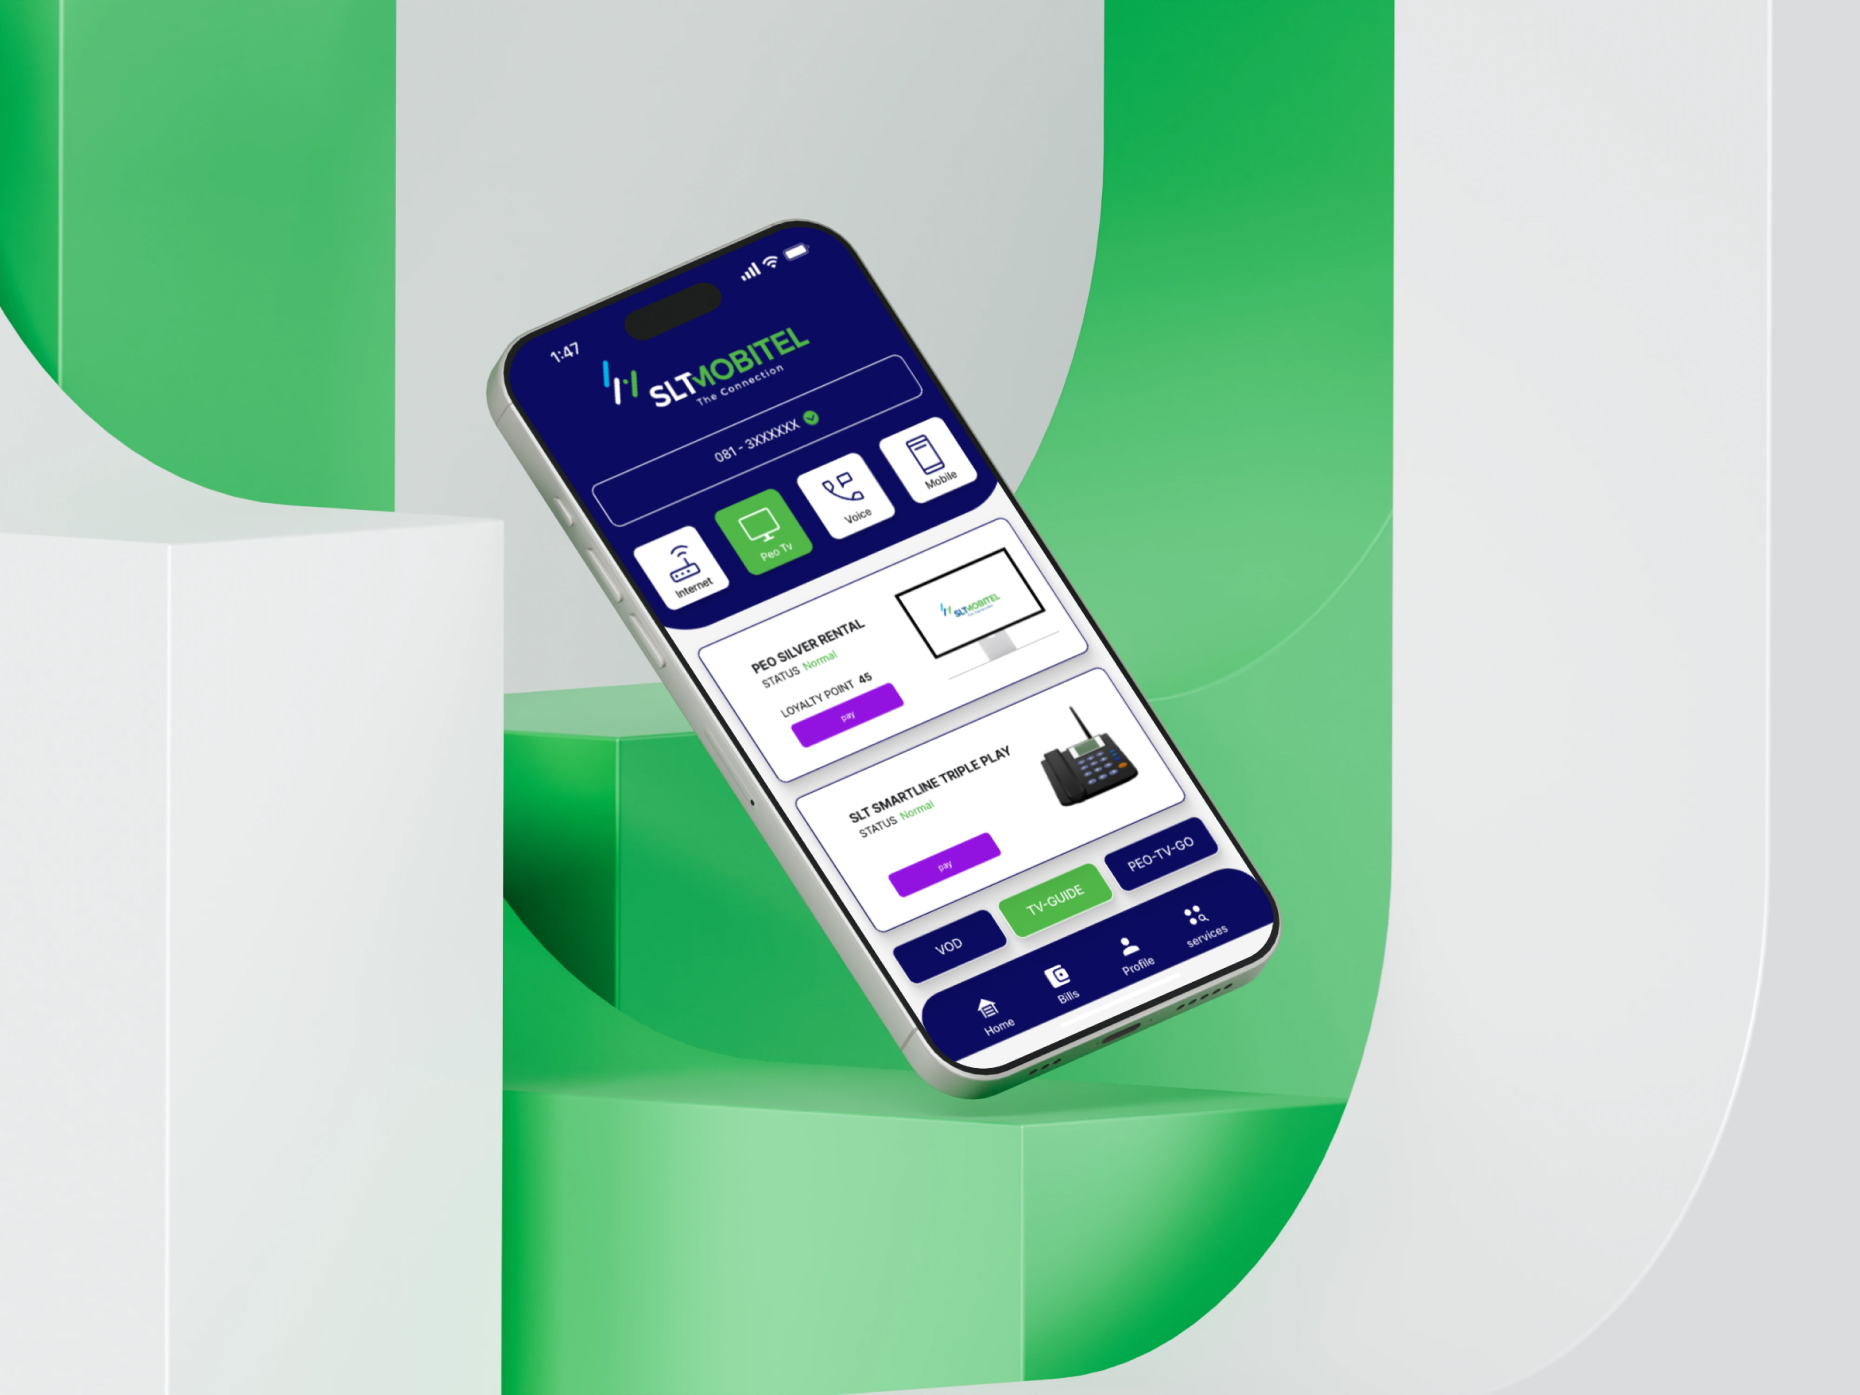 1:47
SLTMOBITEL
The Connection
081 - 3XXXXXX
Internet
Peo Tv
Voice
Mobile
PEO SILVER RENTAL
STATUS Normal
LOYALTY POINT 45
pay
SLTMOBITEL
SLT SMARTLINE TRIPLE PLAY
STATUS Normal
pay
VOD
TV-GUIDE
PEO-TV-GO
Home
Bills
Profile
services